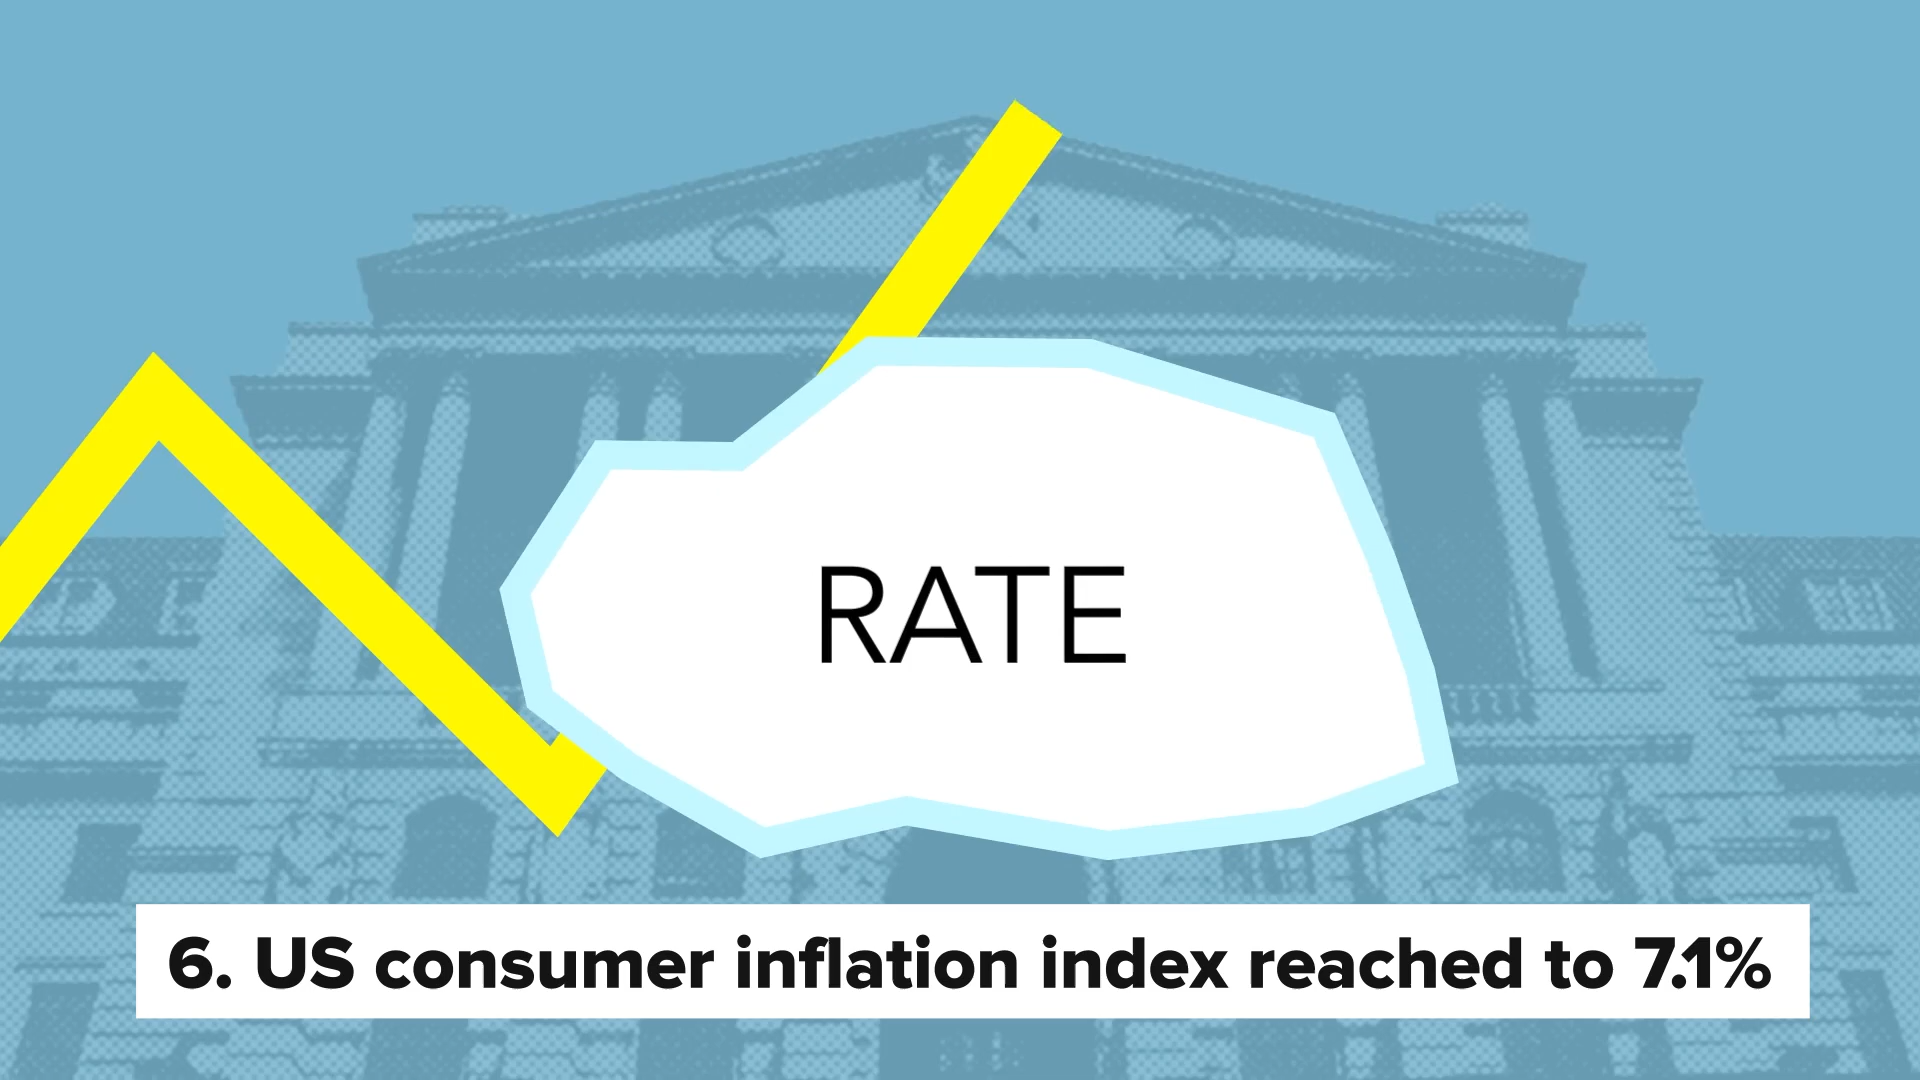 RATE
6. US consumer inflation index reached to 7.1%